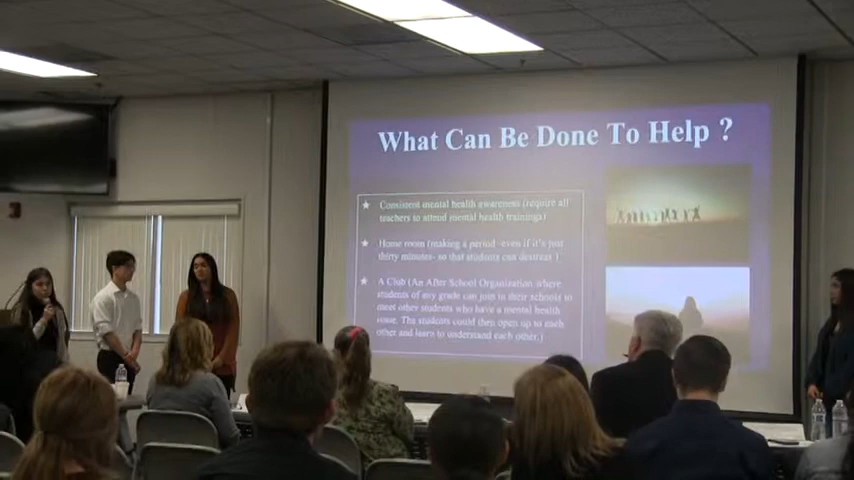 What Can Be Done To Help ?
★ Consistent mental health awareness (require all
teachers to attend mental health trainings)
★ Home room (making a period -even if it's just
thirty minutes- so that students can destress )
★ A Club (An After School Organization where
students of any grade can join in their schools to
meet other students who have a mental health
issue. The students could then open up to each
other and learn to understand each other.)